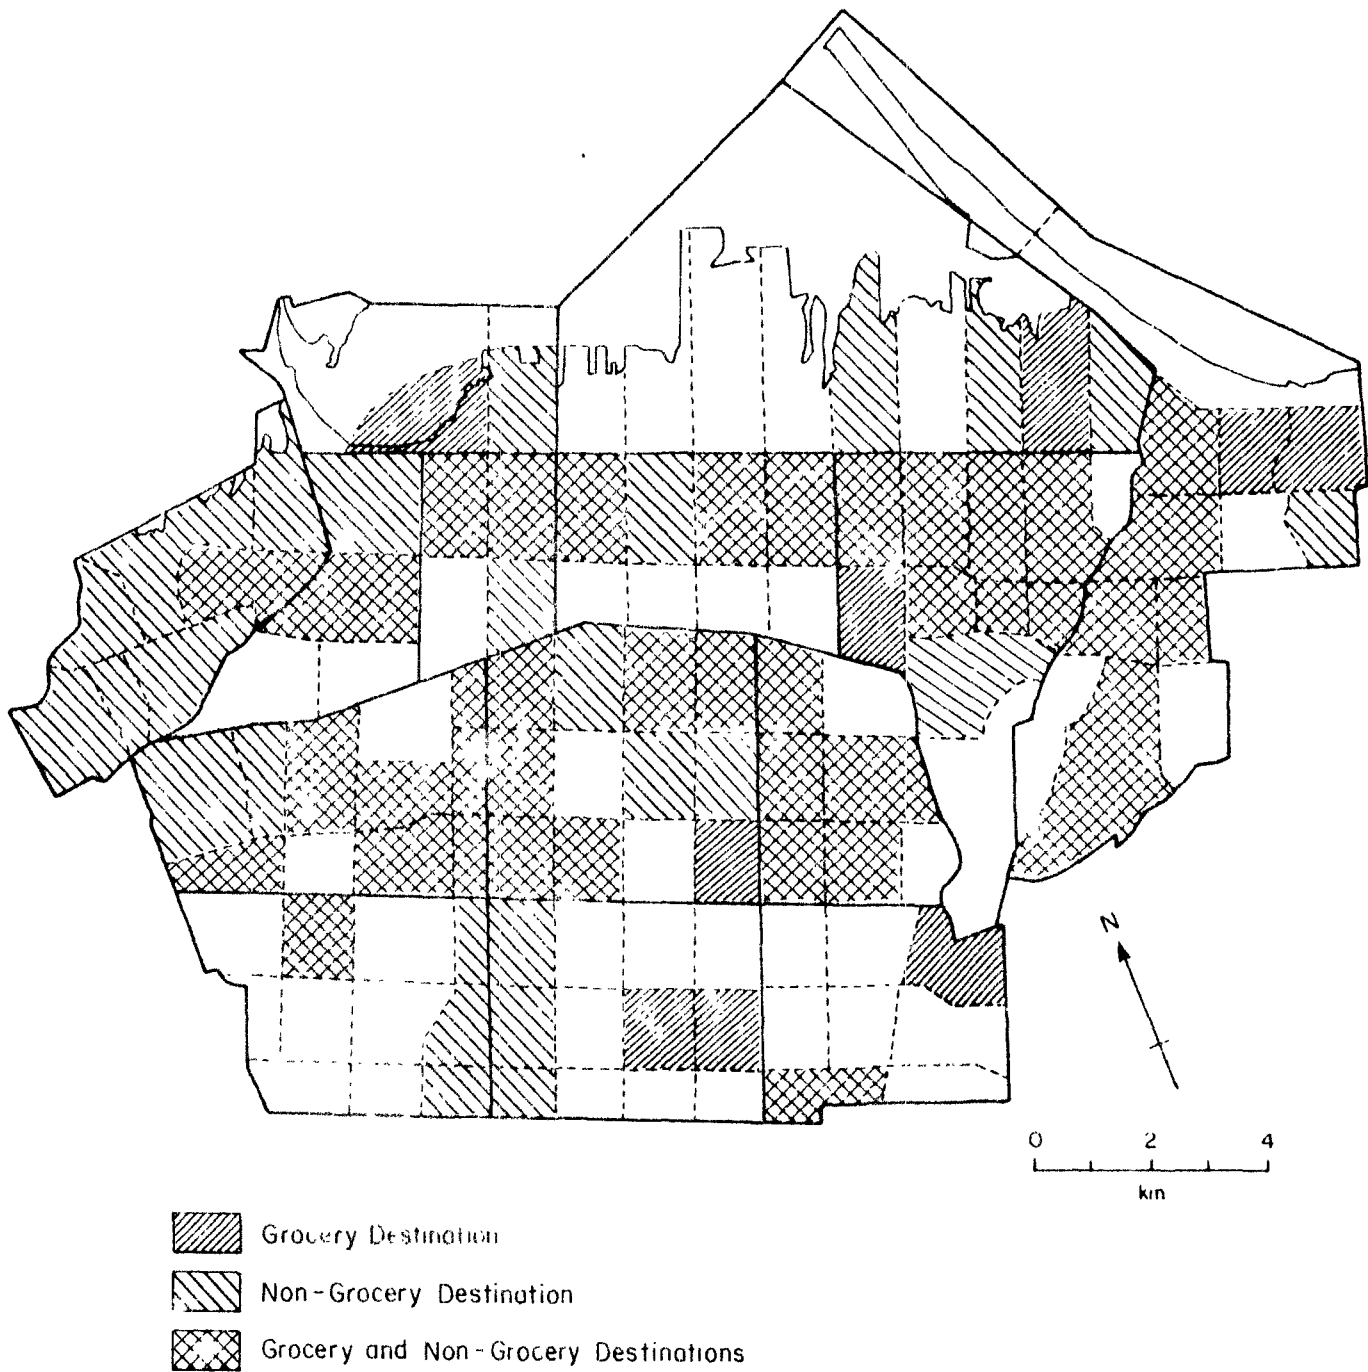 N
0 2 4
km
Grocery Destination
Non-Grocery Destination
Grocery and Non-Grocery Destinations